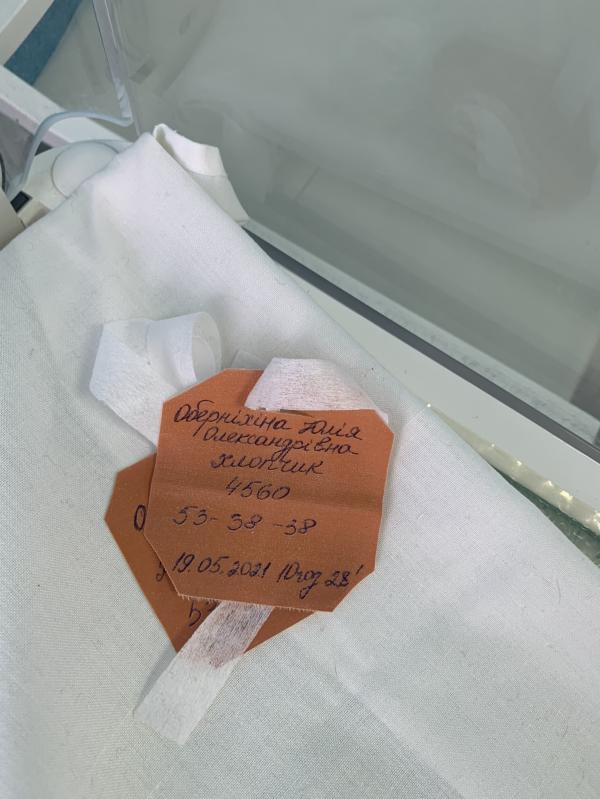 Оберніхіна Юлія
Олександрівна
хлопчик
4560
53-38-38
19.05.2021 10год 28'